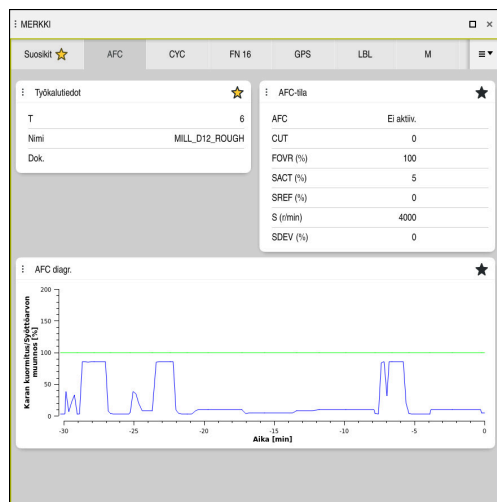 MERKKI
Suosikit AFC CYC FN 16 GPS LBL M
Työkalutiedot
T 6
Nimi MILL_D12_ROUGH
Dok.
AFC-tila
AFC Ei aktiiv.
CUT 0
FOVR (%) 100
SACT (%) 5
SREF (%) 0
S (r/min) 4000
SDEV (%) 0
AFC diagr.
Karan kuormitus/Syöttöarvon
muunnos [%]
200
150
100
50
0
-30 -25 -20 -15 -10 -5 0
Aika [min]